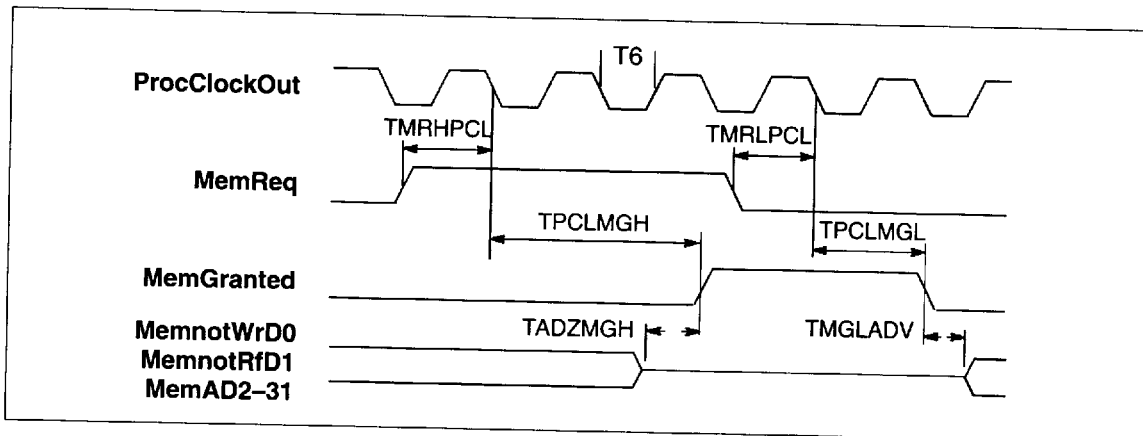 T6
ProcClockOut
TMRHPCL TMRLPCL
MemReq
TPCLMGH TPCLMGL
MemGranted
MemnotWrD0 TADZMGH TMGLADV
MemnotRfD1
MemAD2–31